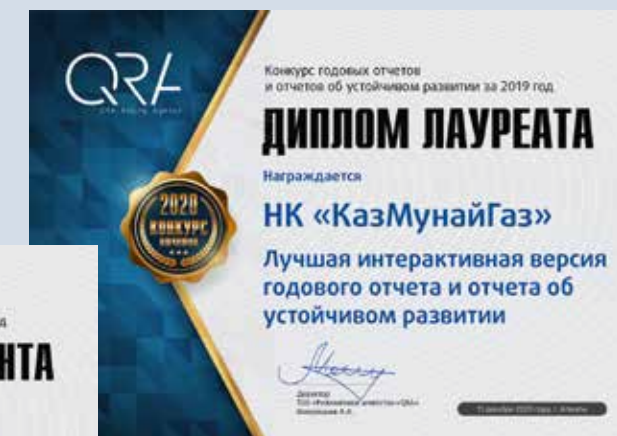 QRA
Конкурс годовых отчетов
и отчетов об устойчивом развитии за 2019 год
ДИПЛОМ ЛАУРЕАТА
Награждается
НК «КазМунайГаз»
Лучшая интерактивная версия
годового отчета и отчета об
устойчивом развитии
2020
КОНКУРС
Директор
НТА